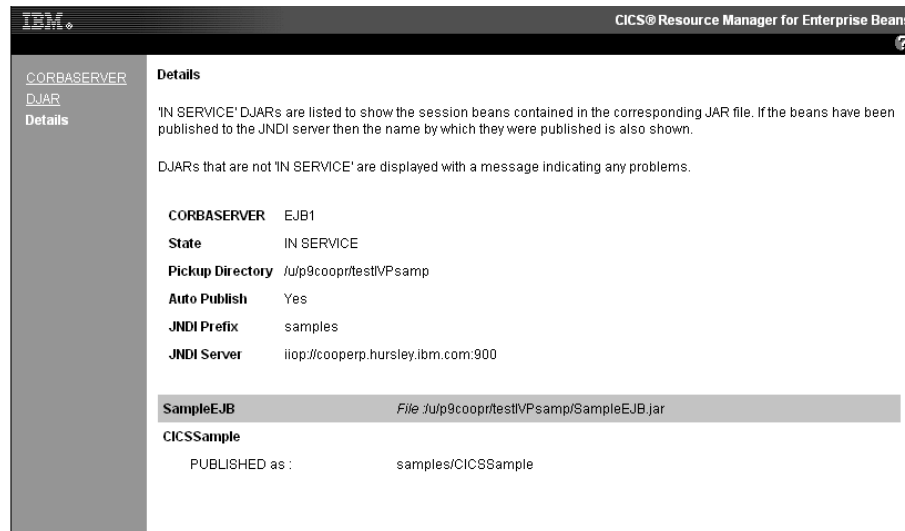 IBM
CICS® Resource Manager for Enterprise Beans
?
CORBASERVER
DJAR
Details
Details
'IN SERVICE' DJARs are listed to show the session beans contained in the corresponding JAR file. If the beans have been
published to the JNDI server then the name by which they were published is also shown.
DJARs that are not 'IN SERVICE' are displayed with a message indicating any problems.
CORBASERVER EJB1
State IN SERVICE
Pickup Directory /u/p9coopr/testIVPsamp
Auto Publish Yes
JNDI Prefix samples
JNDI Server iiop://cooperp.hursley.ibm.com:900
SampleEJB File :/u/p9coopr/testIVPsamp/SampleEJB.jar
CICSSample
PUBLISHED as : samples/CICSSample